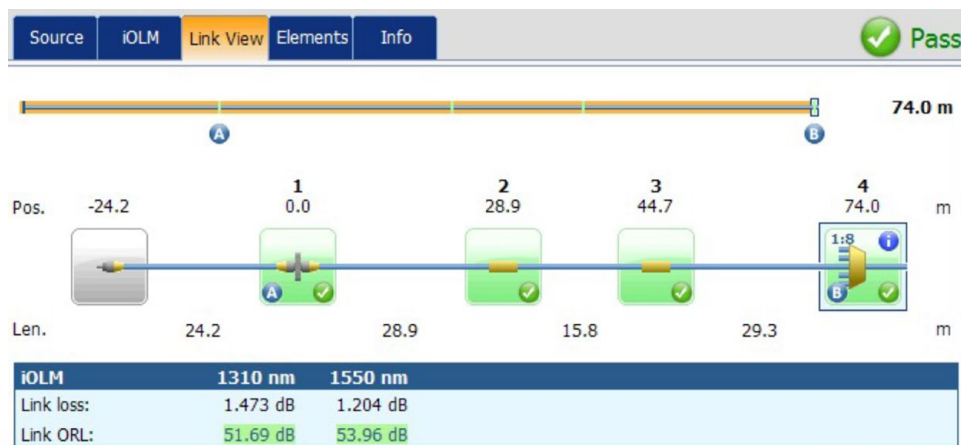 Source iOLM Link View Elements Info Pass
74.0 m
A B
1 2 3 4
Pos. -24.2 0.0 28.9 44.7 74.0 m
1:8 i
A B
Len. 24.2 28.9 15.8 29.3 m
iOLM 1310 nm 1550 nm
Link loss: 1.473 dB 1.204 dB
Link ORL: 51.69 dB 53.96 dB